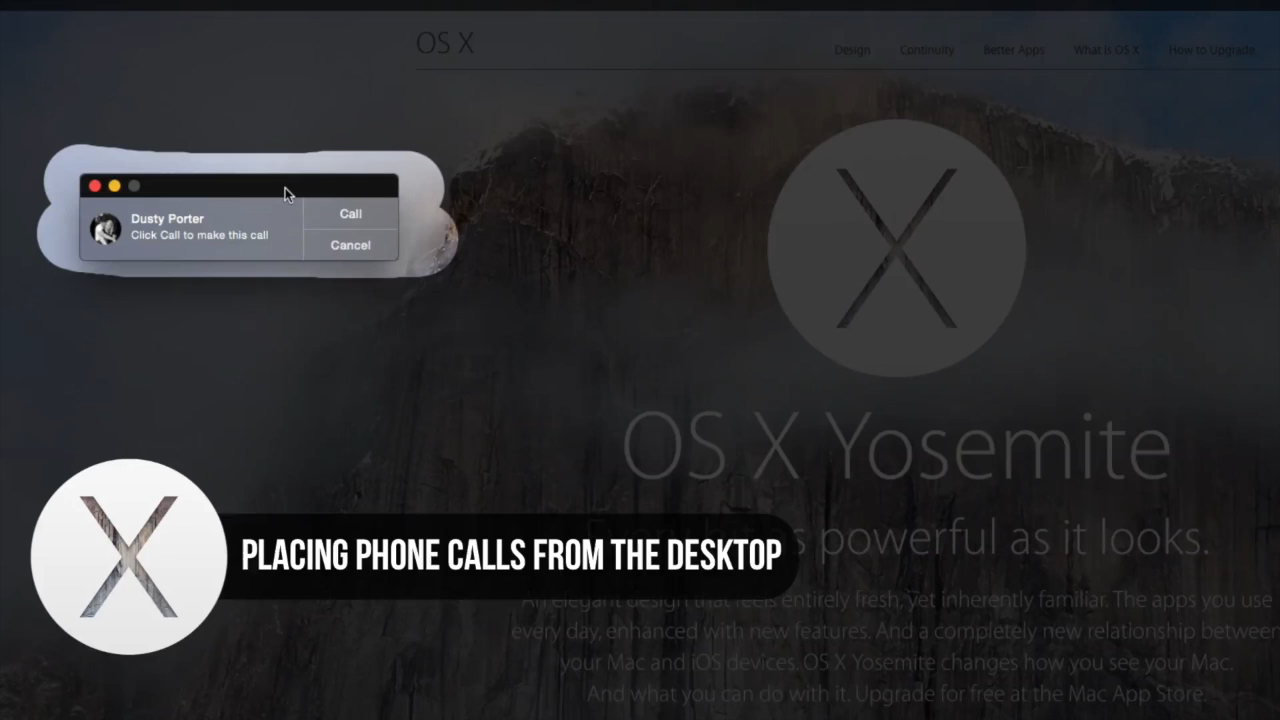 OS X
Design Continuity Better Apps What is OS X How to Upgrade
Dusty Porter
Click Call to make this call
Call
Cancel
OS X Yosemite
powerful as it looks.
PLACING PHONE CALLS FROM THE DESKTOP
An elegant design that feels entirely fresh, yet inherently familiar. The apps you use
every day, enhanced with new features. And a completely new relationship between
your Mac and iOS devices. OS X Yosemite changes how you see your Mac.
And what you can do with it. Upgrade for free at the Mac App Store.